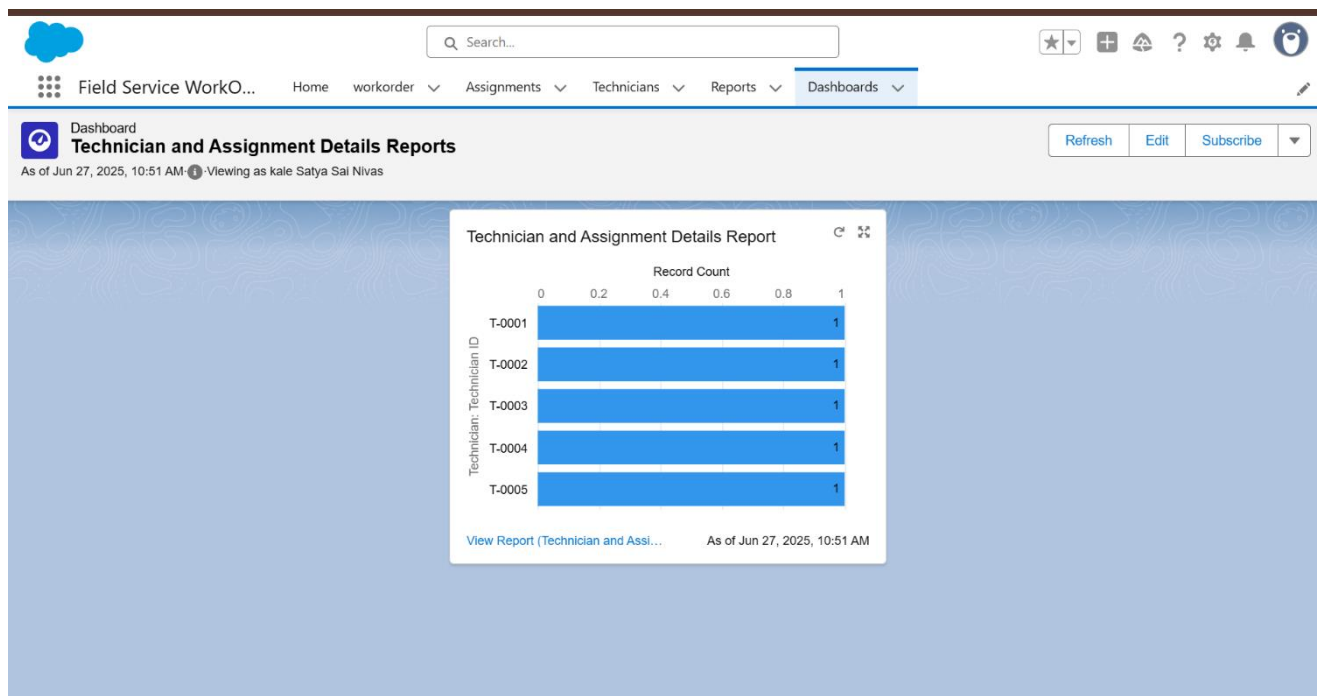 Search...
Field Service WorkO... Home workorder Assignments Technicians Reports Dashboards
Dashboard
Technician and Assignment Details Reports
As of Jun 27, 2025, 10:51 AM·Viewing as kale Satya Sai Nivas
Refresh Edit Subscribe
Technician and Assignment Details Report
Record Count
0 0.2 0.4 0.6 0.8 1
Technician: Technician ID
T-0001 1
T-0002 1
T-0003 1
T-0004 1
T-0005 1
View Report (Technician and Assi... As of Jun 27, 2025, 10:51 AM